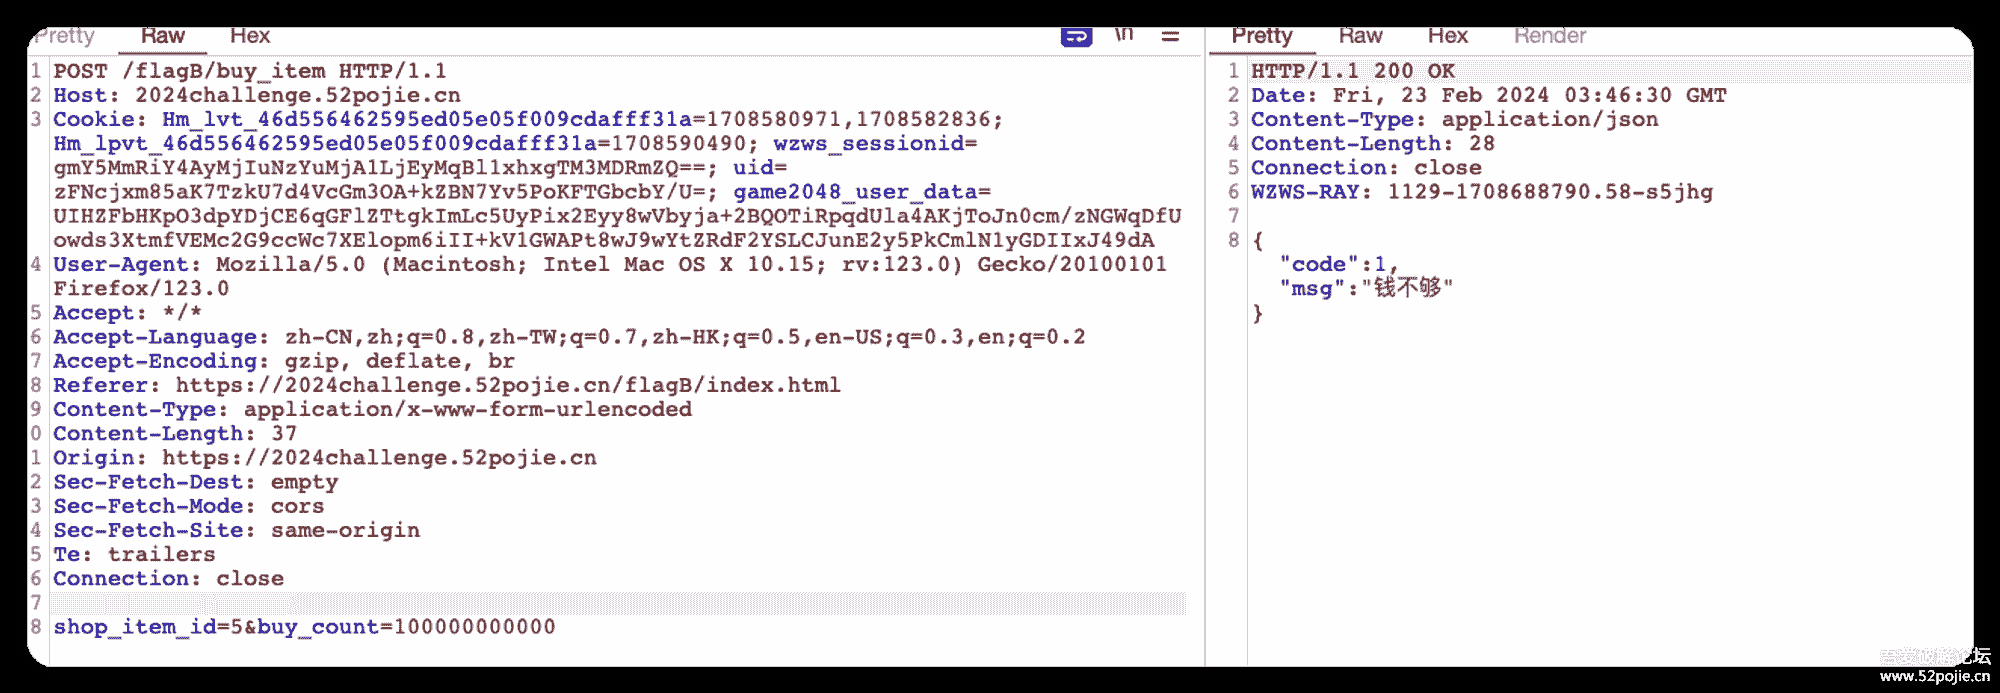 Pretty Raw Hex \n Pretty Raw Hex Render
1 POST /flagB/buy_item HTTP/1.1
2 Host: 2024challenge.52pojie.cn
3 Cookie: Hm_lvt_46d556462595ed05e05f009cdafff31a=1708580971,1708582836;
Hm_lpvt_46d556462595ed05e05f009cdafff31a=1708590490; wzws_sessionid=
gmY5MmRiY4AyMjIuNzYuMjA1LjEyMqBl1xhxgTM3MDRmZQ==; uid=
zFNcjxm85aK7TzkU7d4VcGm3OA+kZBN7Yv5PoKFTGbcbY/U=; game2048_user_data=
UIHZFbHKpO3dpYDjCE6qGFlZTtgkImLc5UyPix2Eyy8wVbyja+2BQOTiRpqdUla4AKjToJn0cm/zNGWqDfU
owds3XtmfVEMc2G9ccWc7XElopm6iII+kV1GWAPt8wJ9wYtZRdF2YSLCJunE2y5PkCmlN1yGDIIxJ49dA
4 User-Agent: Mozilla/5.0 (Macintosh; Intel Mac OS X 10.15; rv:123.0) Gecko/20100101
Firefox/123.0
5 Accept: */*
6 Accept-Language: zh-CN,zh;q=0.8,zh-TW;q=0.7,zh-HK;q=0.5,en-US;q=0.3,en;q=0.2
7 Accept-Encoding: gzip, deflate, br
8 Referer: https://2024challenge.52pojie.cn/flagB/index.html
9 Content-Type: application/x-www-form-urlencoded
0 Content-Length: 37
1 Origin: https://2024challenge.52pojie.cn
2 Sec-Fetch-Dest: empty
3 Sec-Fetch-Mode: cors
4 Sec-Fetch-Site: same-origin
5 Te: trailers
6 Connection: close
7
8 shop_item_id=5&buy_count=100000000000
1 HTTP/1.1 200 OK
2 Date: Fri, 23 Feb 2024 03:46:30 GMT
3 Content-Type: application/json
4 Content-Length: 28
5 Connection: close
6 WZWS-RAY: 1129-1708688790.58-s5jhg
7
8 {
"code":1,
"msg":"钱不够"
}
吾爱破解论坛
www.52pojie.cn